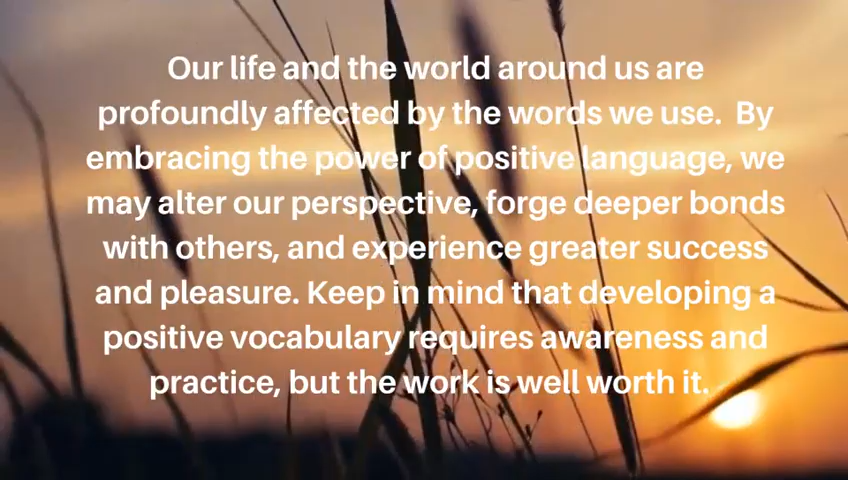 Our life and the world around us are
profoundly affected by the words we use.  By
embracing the power of positive language, we
may alter our perspective, forge deeper bonds
with others, and experience greater success
and pleasure. Keep in mind that developing a
positive vocabulary requires awareness and
practice, but the work is well worth it.